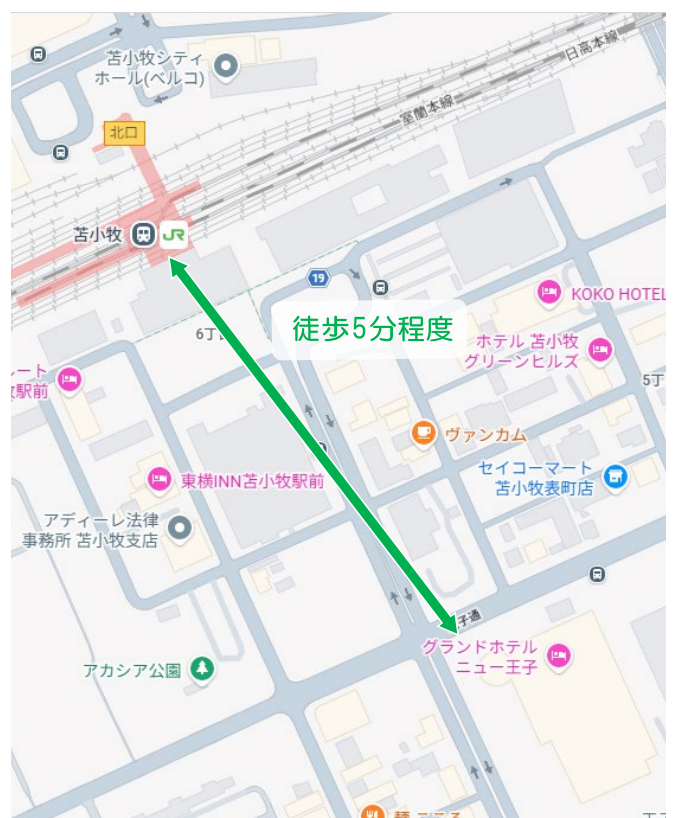 日高本線
苫小牧シティ
ホール(ベルコ)
室蘭本線
北口
苫小牧
JR
19
KOKO HOTEL
徒歩5分程度
6丁
ホテル 苫小牧
グリーンヒルズ
ート
駅前
5丁
ヴァンカム
セイコーマート
苫小牧表町店
東横INN苫小牧駅前
アディーレ法律
事務所 苫小牧支店
子通
グランドホテル
ニュー王子
アカシア公園